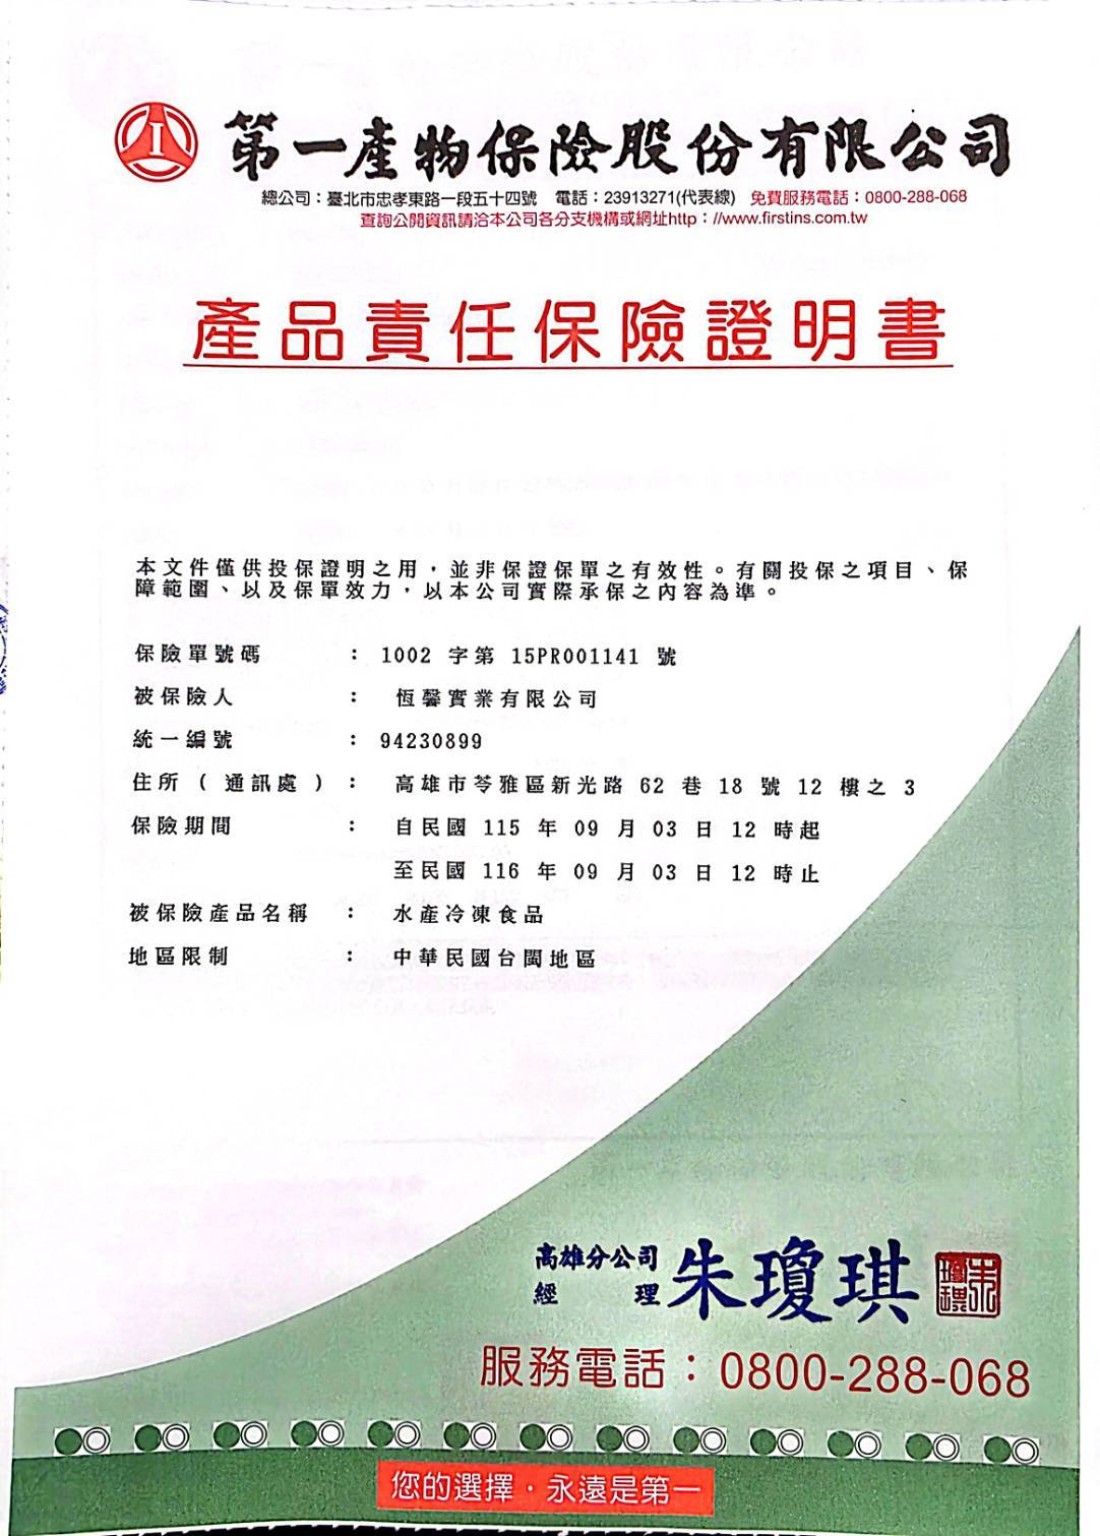 第一產物保險股份有限公司
總公司：臺北市忠孝東路一段五十四號 電話：23913271(代表線) 免費服務電話：0800-288-068
查詢公開資訊請洽本公司各分支機構或網址http：//www.firstins.com.tw
產品責任保險證明書
本文件僅供投保證明之用，並非保證保單之有效性。有關投保之項目、保
障範圍、以及保單效力，以本公司實際承保之內容為準。
保險單號碼 ： 1002 字第 15PR001141 號
被保險人 ： 恆馨實業有限公司
統一編號 ： 94230899
住所（通訊處）： 高雄市苓雅區新光路 62 巷 18 號 12 樓之 3
保險期間 ： 自民國 115 年 09 月 03 日 12 時起
至民國 116 年 09 月 03 日 12 時止
被保險產品名稱 ： 水產冷凍食品
地區限制 ： 中華民國台閩地區
高雄分公司
經理 朱瓊琪
朱瓊琪
服務電話：0800-288-068
您的選擇・永遠是第一